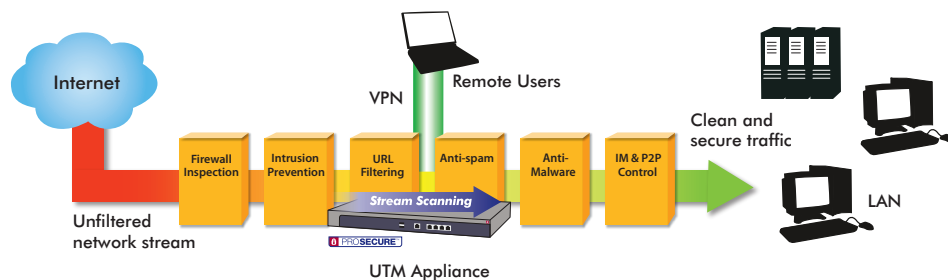 Internet
Remote Users
VPN
Clean and
secure traffic
Firewall
Inspection
Intrusion
Prevention
URL
Filtering
Anti-spam
Anti-
Malware
IM & P2P
Control
Stream Scanning
LAN
Unfiltered
network stream
PROSECURE™
UTM Appliance